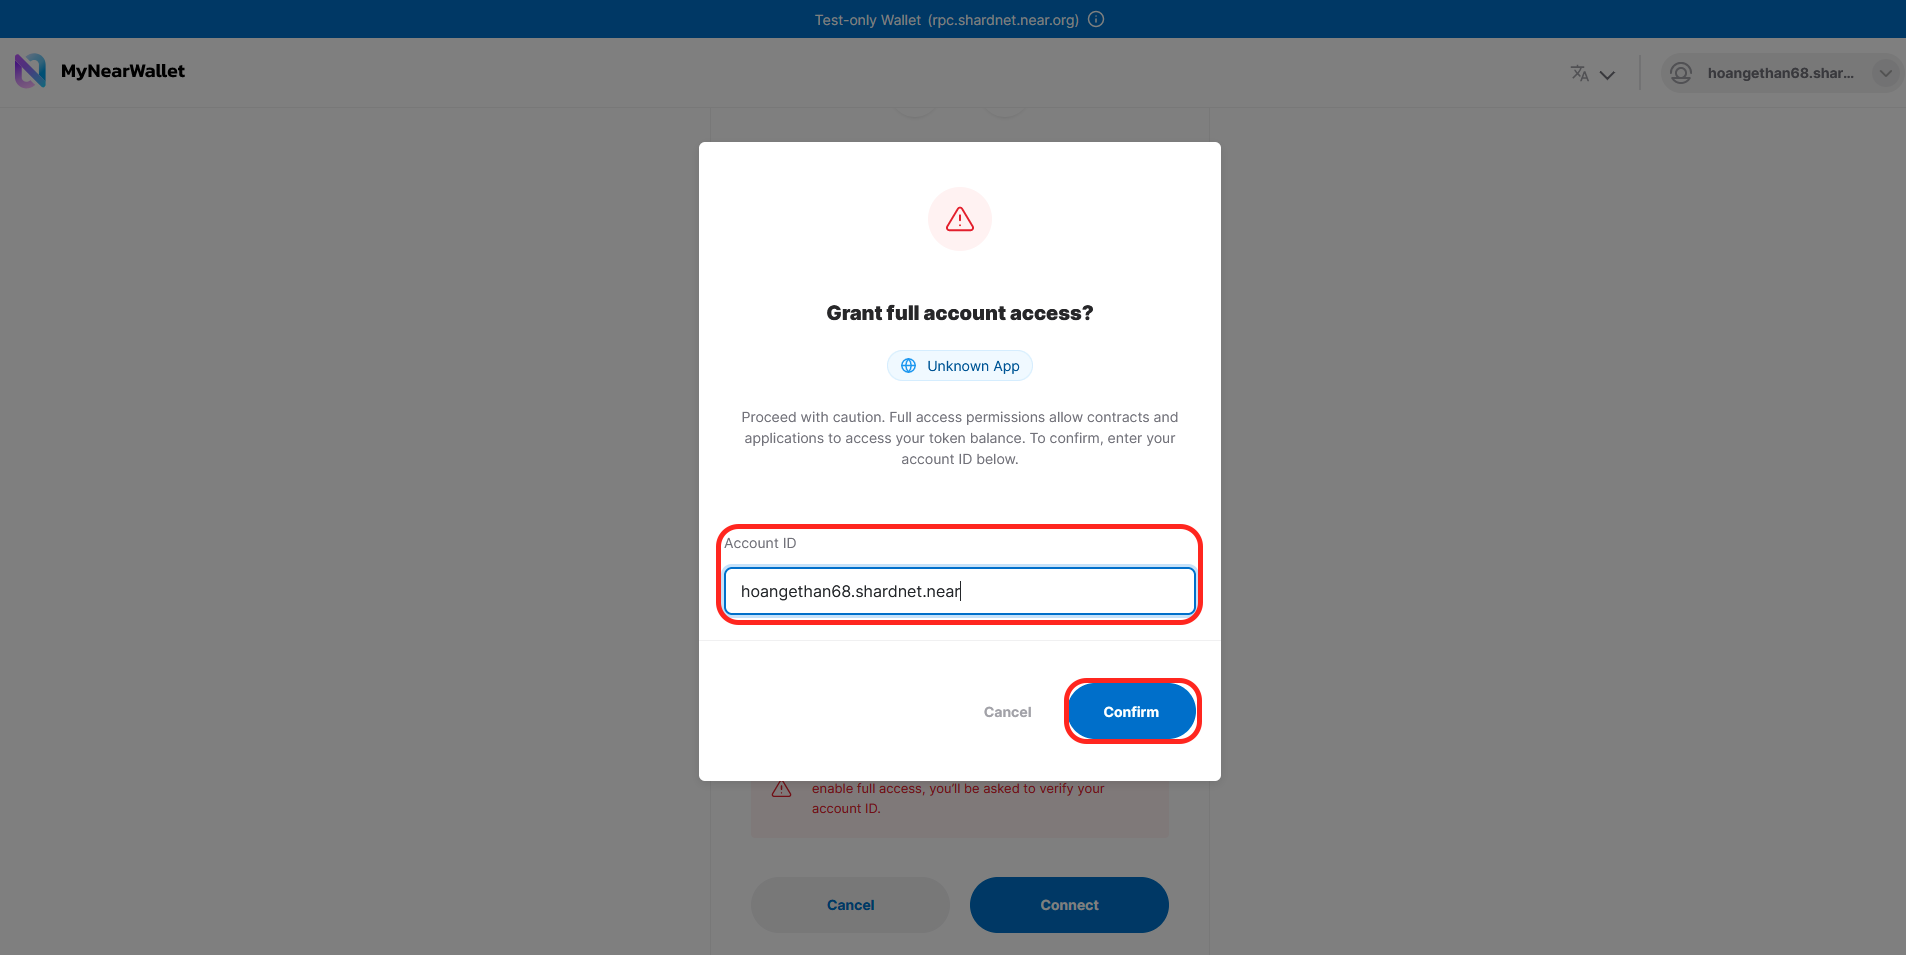 Test-only Wallet (rpc.shardnet.near.org)
MyNearWallet
hoangethan68.shar...
Grant full account access?
Unknown App
Proceed with caution. Full access permissions allow contracts and
applications to access your token balance. To confirm, enter your
account ID below.
Account ID
hoangethan68.shardnet.near
Cancel
Confirm
enable full access, you'll be asked to verify your
account ID.
Cancel
Connect